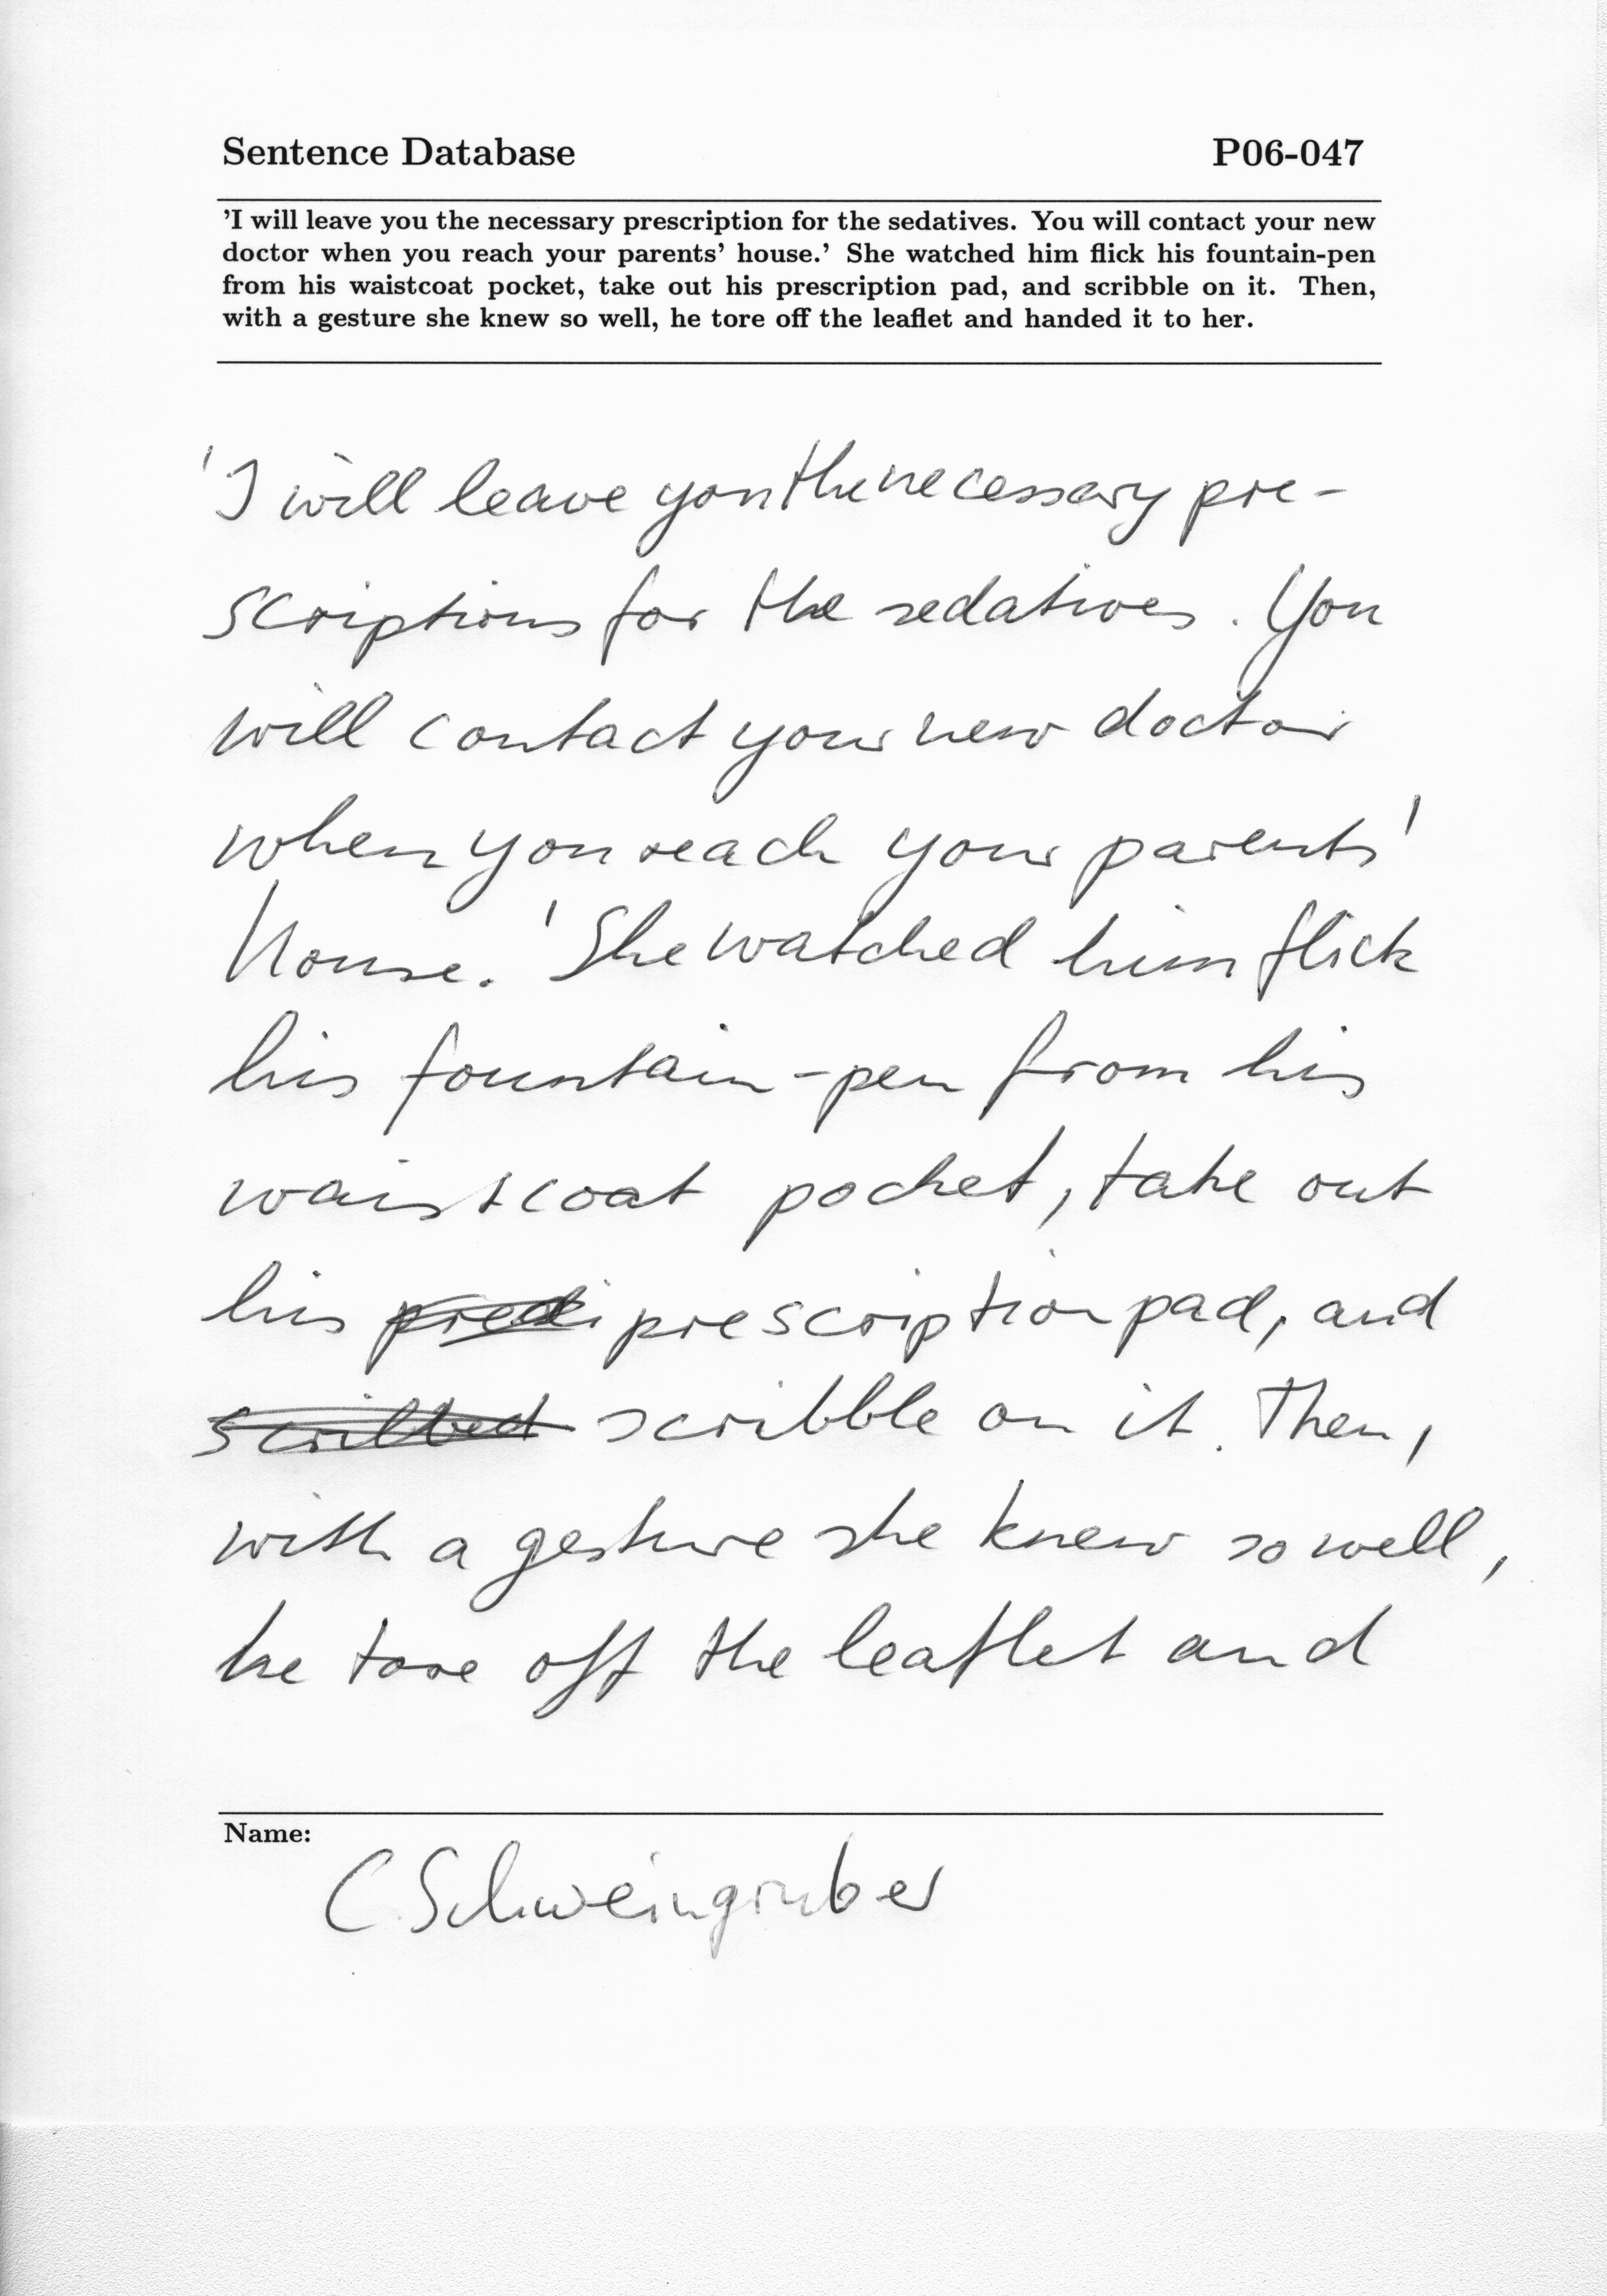 Sentence Database P06-047
'I will leave you the necessary prescription for the sedatives. You will contact your new
doctor when you reach your parents' house.' She watched him flick his fountain-pen
from his waistcoat pocket, take out his prescription pad, and scribble on it. Then,
with a gesture she knew so well, he tore off the leaflet and handed it to her.
'I will leave you the necessary pre-
scriptions for the sedatives. You
will contact your new doctor
when you reach your parents'
house.' She watched him flick
his fountain-pen from his
waistcoat pocket, take out
his prescription pad, and
scribble on it. Then,
with a gesture she knew so well,
he tore off the leaflet and
Name:
C. Schweingruber